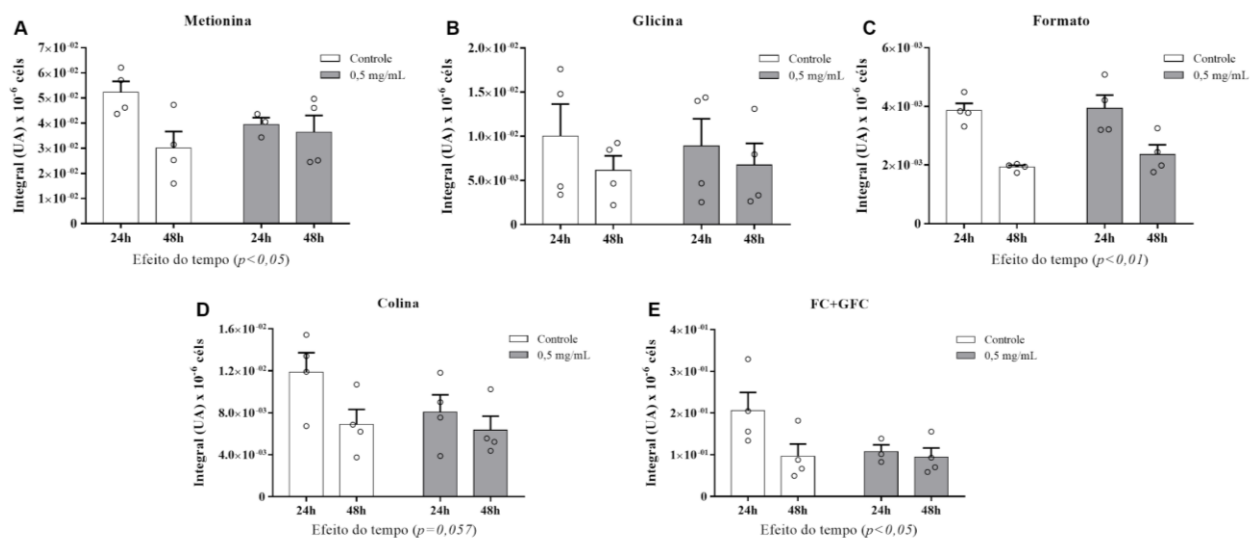 A
Metionina
Integral (UA) x 10⁻⁶ céls
7×10⁻⁰²
6×10⁻⁰²
5×10⁻⁰²
4×10⁻⁰²
3×10⁻⁰²
2×10⁻⁰²
1×10⁻⁰²
0
Controle
0,5 mg/mL
24h 48h 24h 48h
Efeito do tempo (p<0,05)
B
Glicina
Integral (UA) x 10⁻⁶ céls
2.0×10⁻⁰²
1.5×10⁻⁰²
1.0×10⁻⁰²
5.0×10⁻⁰³
0
Controle
0,5 mg/mL
24h 48h 24h 48h
C
Formato
Integral (UA) x 10⁻⁶ céls
6×10⁻⁰³
4×10⁻⁰³
2×10⁻⁰³
0
Controle
0,5 mg/mL
24h 48h 24h 48h
Efeito do tempo (p<0,01)
D
Colina
Integral (UA) x 10⁻⁶ céls
1.6×10⁻⁰²
1.2×10⁻⁰²
8.0×10⁻⁰³
4.0×10⁻⁰³
0
Controle
0,5 mg/mL
24h 48h 24h 48h
Efeito do tempo (p=0,057)
E
FC+GFC
Integral (UA) x 10⁻⁶ céls
4×10⁻⁰¹
3×10⁻⁰¹
2×10⁻⁰¹
1×10⁻⁰¹
0
Controle
0,5 mg/mL
24h 48h 24h 48h
Efeito do tempo (p<0,05)